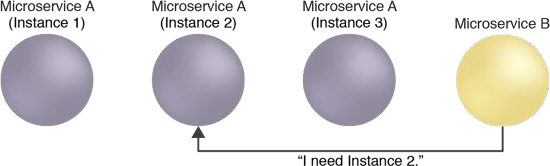 Microservice A
(Instance 1)
Microservice A
(Instance 2)
Microservice A
(Instance 3)
Microservice B
“I need Instance 2.”